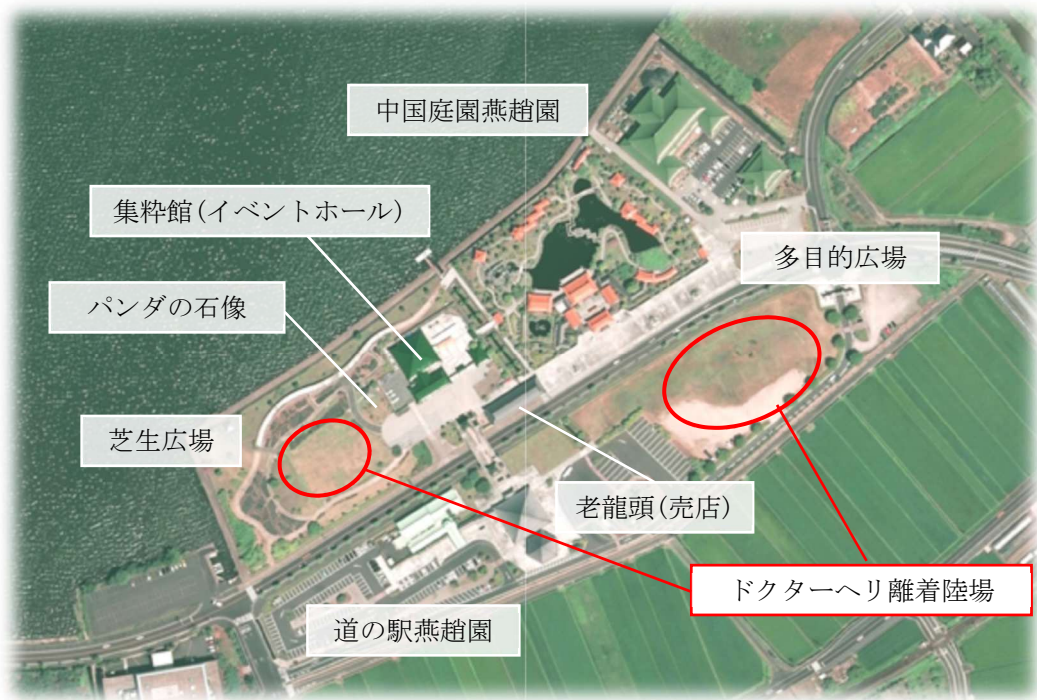 中国庭園燕趙園
集粋館(イベントホール)
多目的広場
パンダの石像
芝生広場
老龍頭(売店)
ドクターヘリ離着陸場
道の駅燕趙園